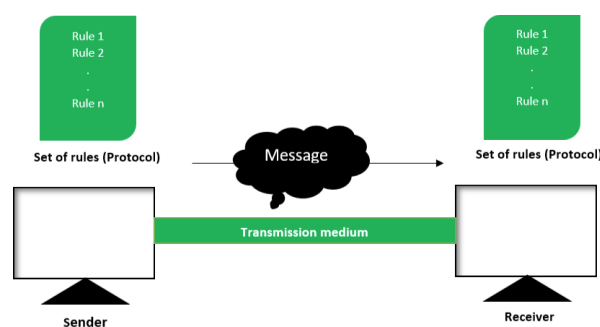 Rule 1
Rule 2
.
.
Rule n
Set of rules (Protocol)
Rule 1
Rule 2
.
.
Rule n
Set of rules (Protocol)
Message
Transmission medium
Sender
Receiver